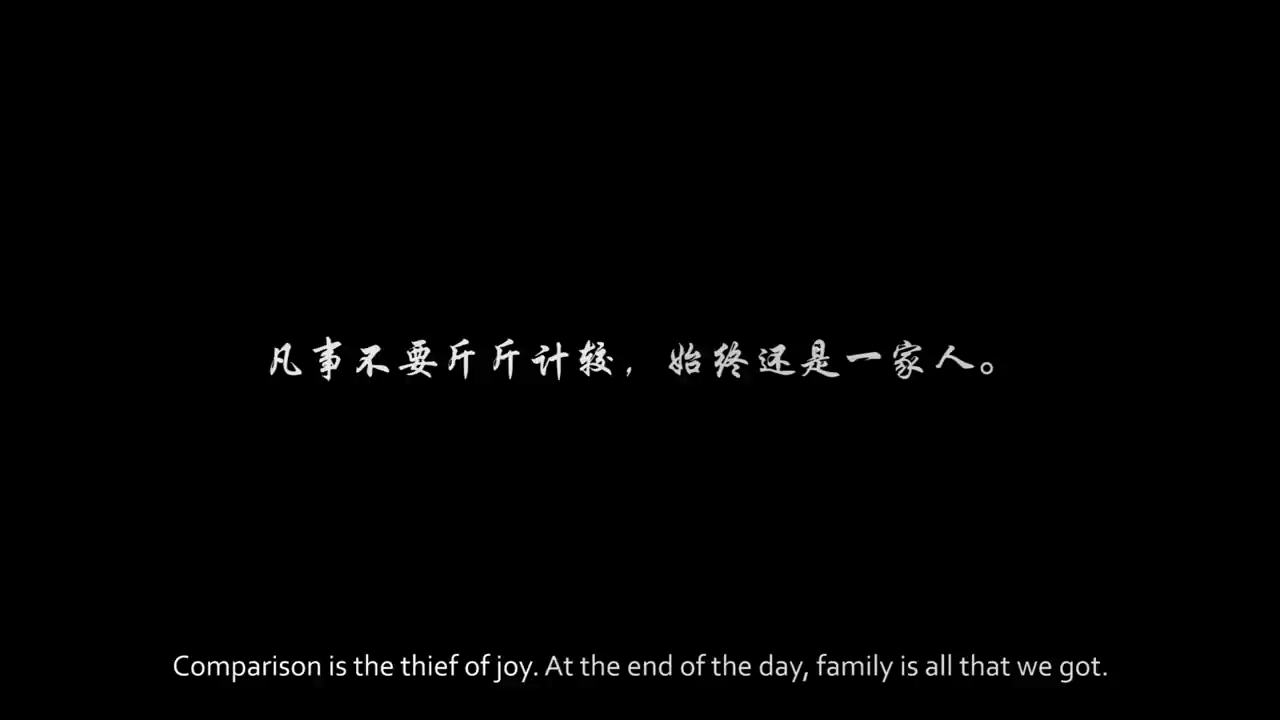 凡事不要斤斤计较，始终还是一家人。
Comparison is the thief of joy. At the end of the day, family is all that we got.